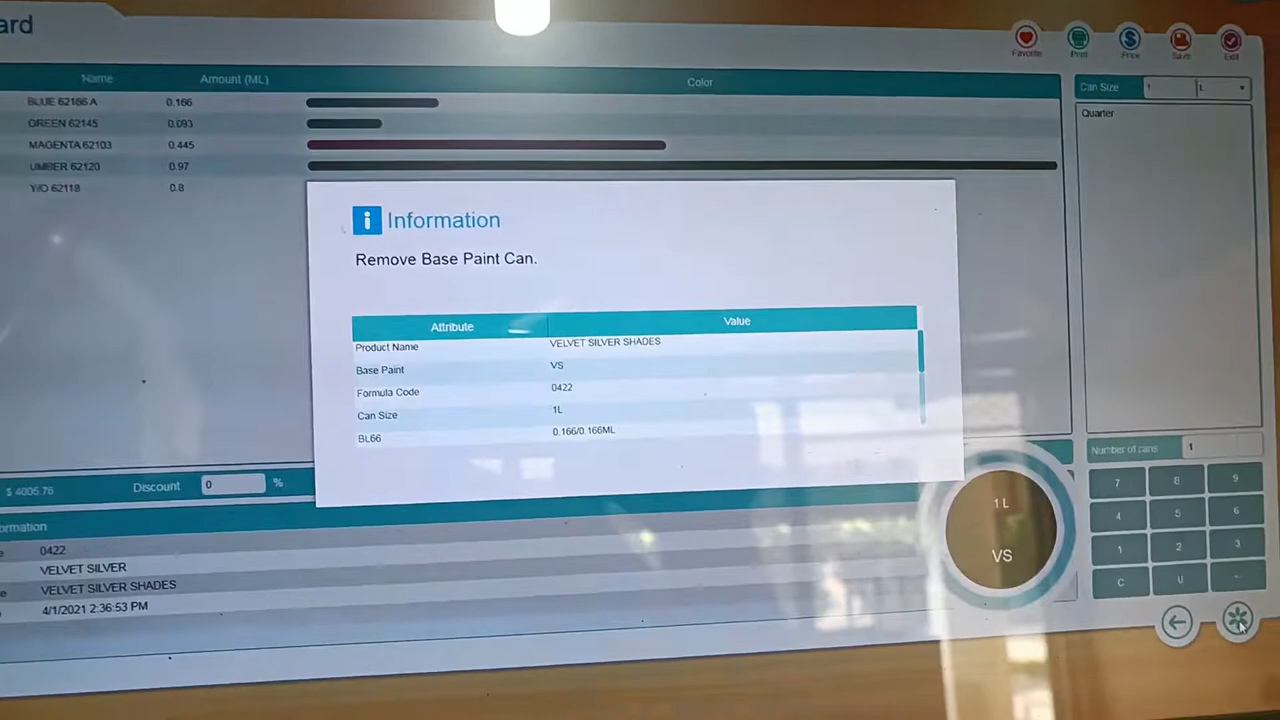 ard
Favorite
Print
Price
Save
Exit
Name Amount (ML) Color
Can Size 1 L
BLUE 62166 A 0.166
Quarter
GREEN 62145 0.093
MAGENTA 62103 0.445
UMBER 62120 0.97
Y/O 62118 0.8
Information
Remove Base Paint Can.
Attribute Value
Product Name VELVET SILVER SHADES
Base Paint VS
Formula Code 0422
Can Size 1L
BL66 0.166/0.166ML
Number of cans 1
$ 4005.76 Discount 0 %
7 8 9
4 5 6
1 2 3
C 0
1 L
VS
ormation
e 0422
VELVET SILVER
e VELVET SILVER SHADES
4/1/2021 2:36:53 PM